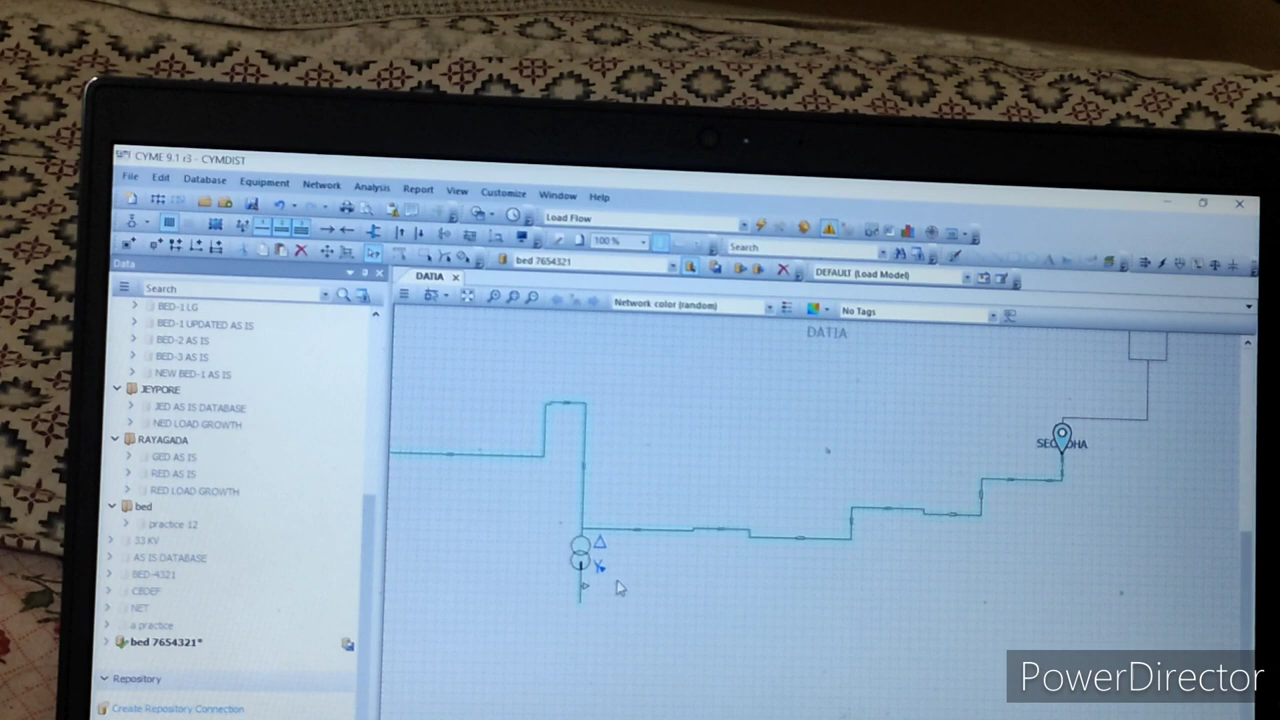 CYME 9.1 r3 - CYMDIST
File Edit Database Equipment Network Analysis Report View Customize Window Help
Load Flow
100 %
Search
bed 7654321
DEFAULT (Load Model)
Data
DATIA
Search
Network color (random)
No Tags
DATIA
BED-1 LG
BED-1 UPDATED AS IS
BED-2 AS IS
BED-3 AS IS
NEW BED-1 AS IS
JEYPORE
JED AS IS DATABASE
NED LOAD GROWTH
RAYAGADA
GED AS IS
RED AS IS
RED LOAD GROWTH
bed
practice 12
33 KV
AS IS DATABASE
BED-4321
NET
a practice
bed 7654321*
Repository
Create Repository Connection
Y
PowerDirector